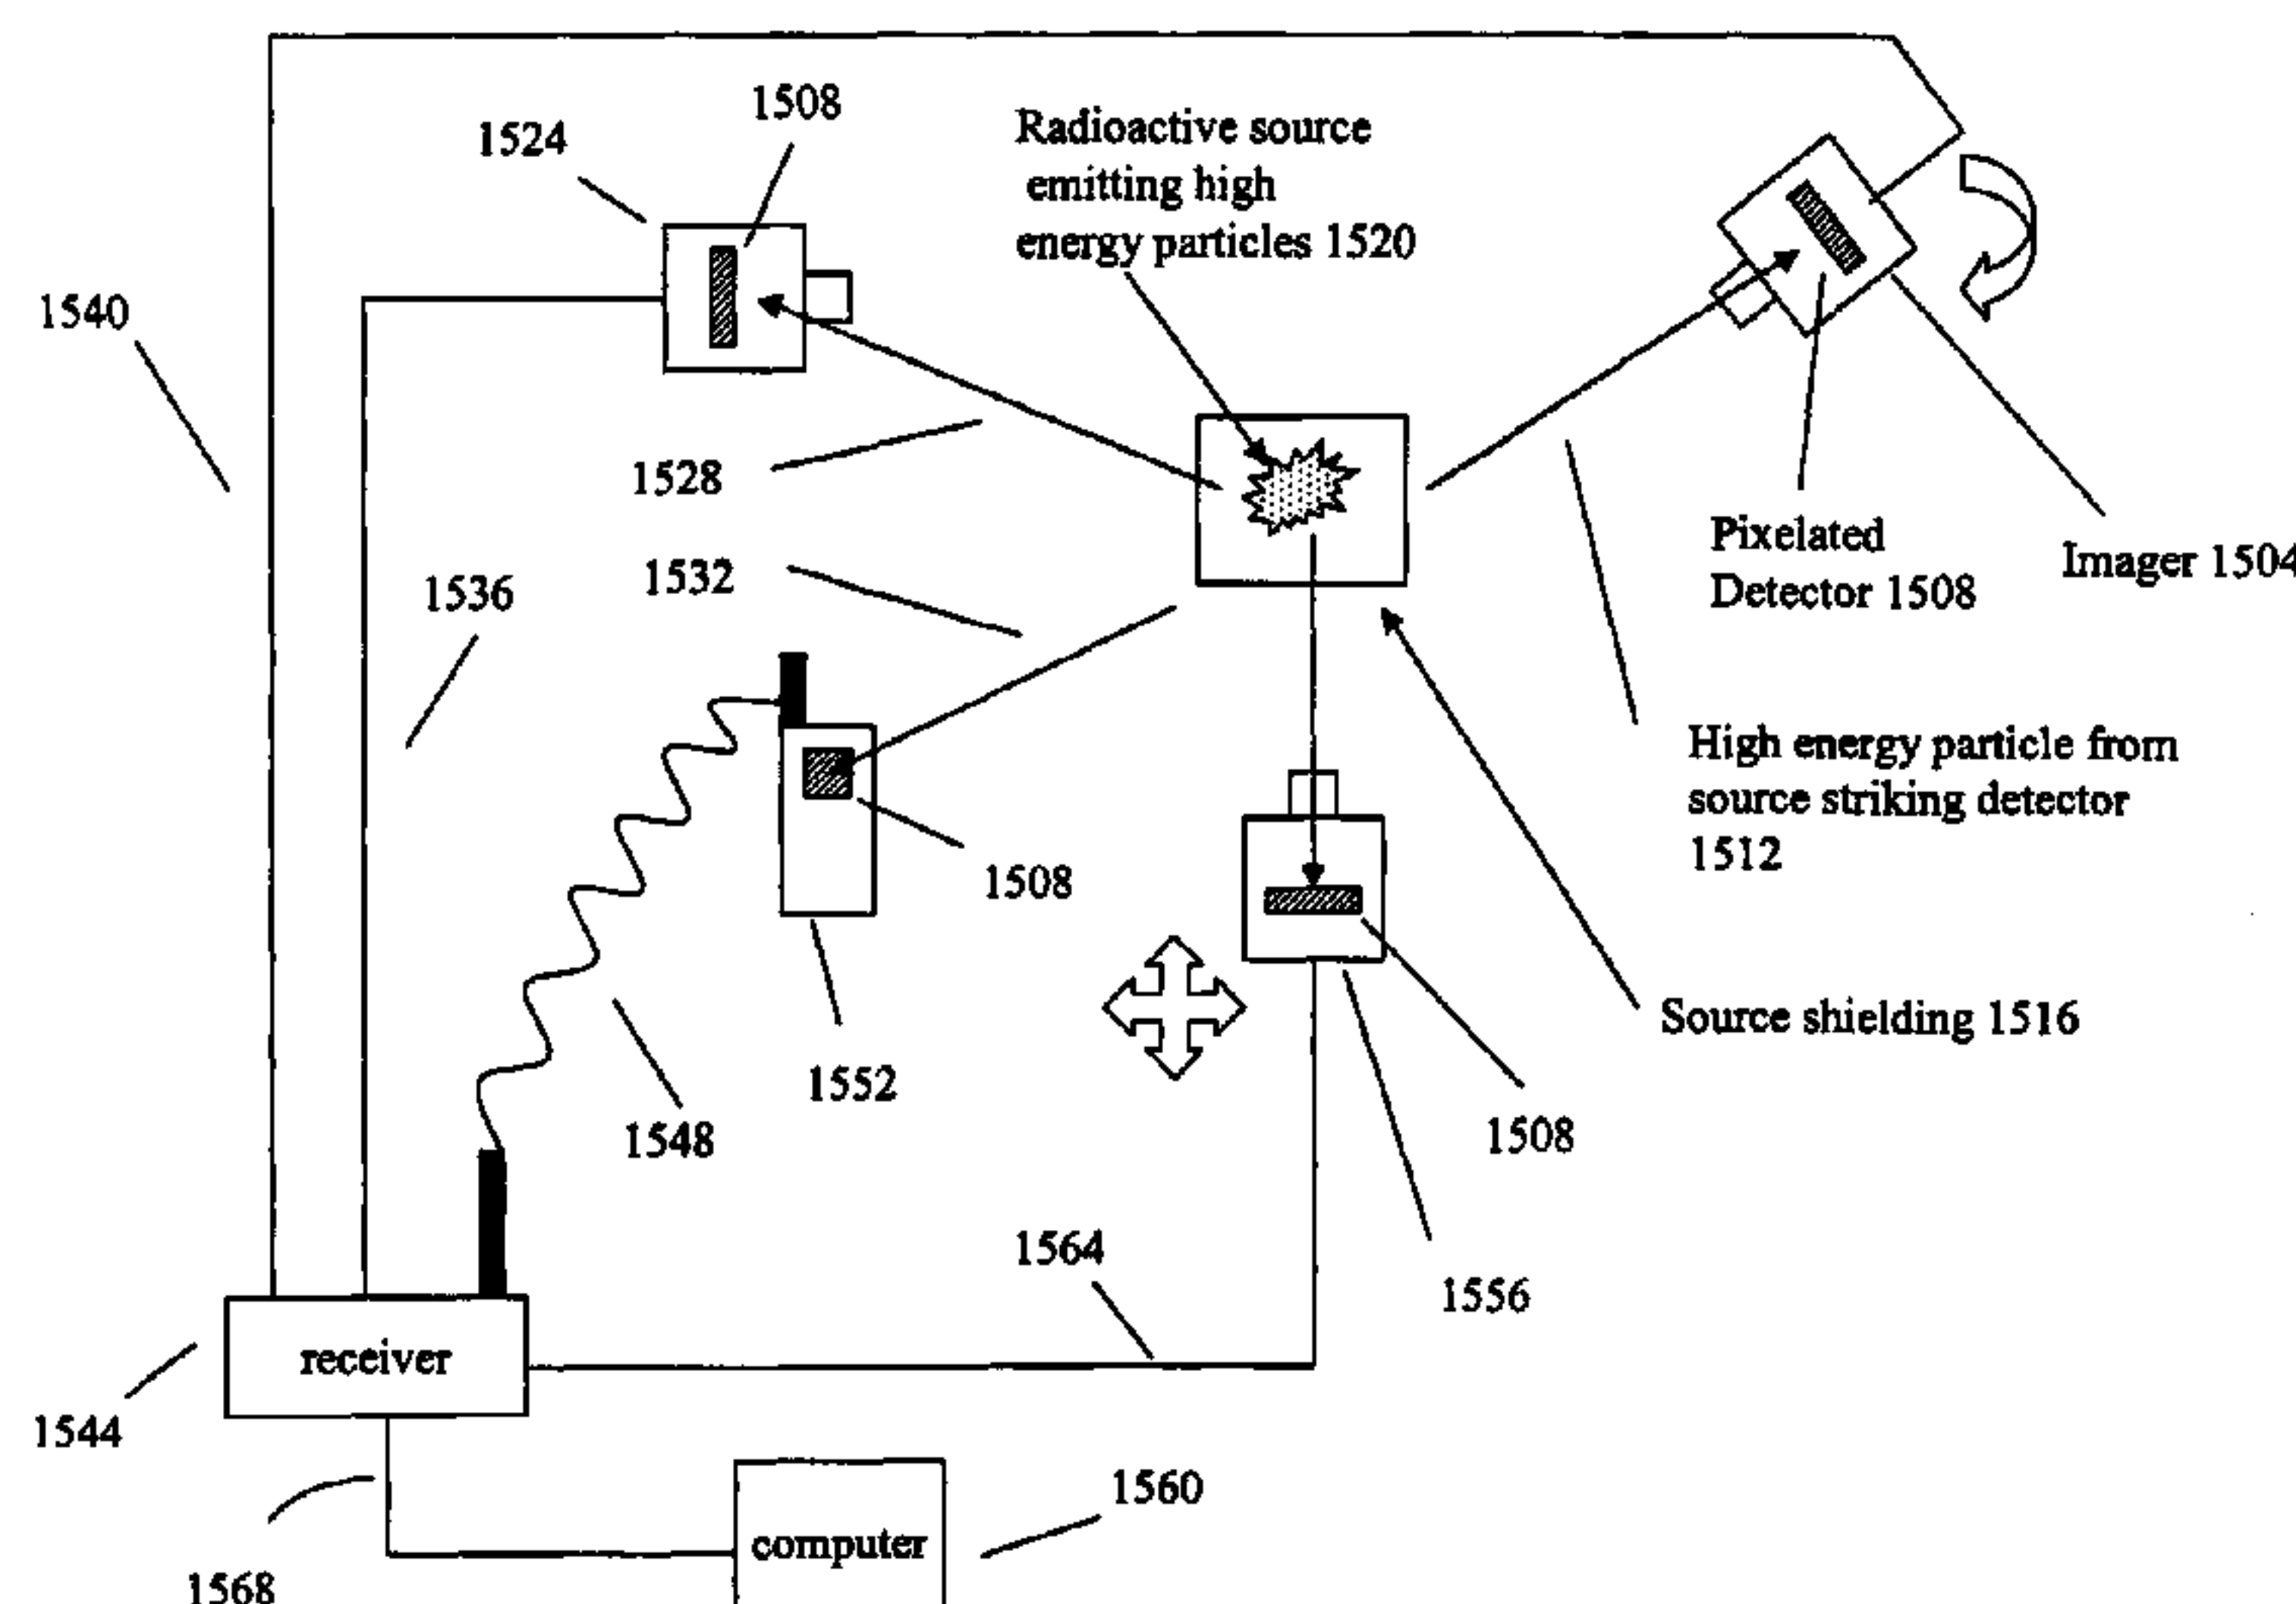 1508
1524
Radioactive source
emitting high
energy particles 1520
1540
1528
1532
1536
Pixelated
Detector 1508
Imager 1504
High energy particle from
source striking detector
1512
1508
Source shielding 1516
1552
1548
1508
1564
1556
receiver
1544
1560
computer
1568